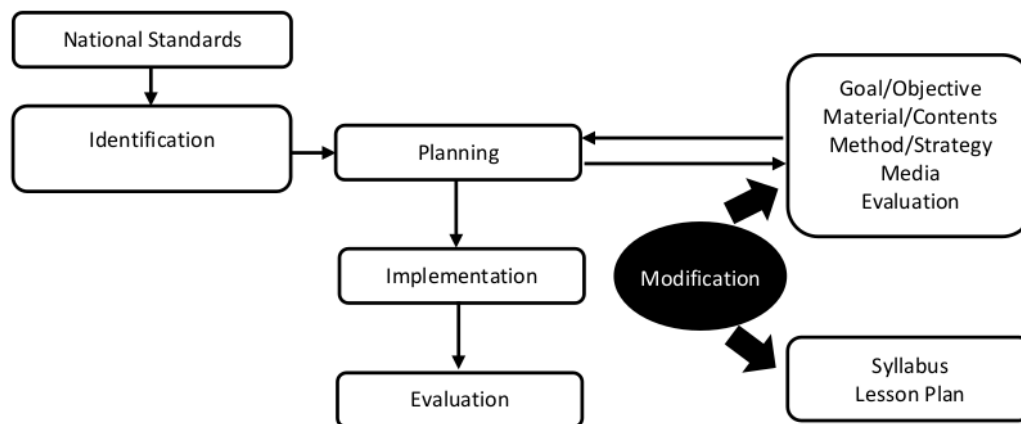 National Standards
Identification
Planning
Implementation
Evaluation
Goal/Objective
Material/Contents
Method/Strategy
Media
Evaluation
Modification
Syllabus
Lesson Plan